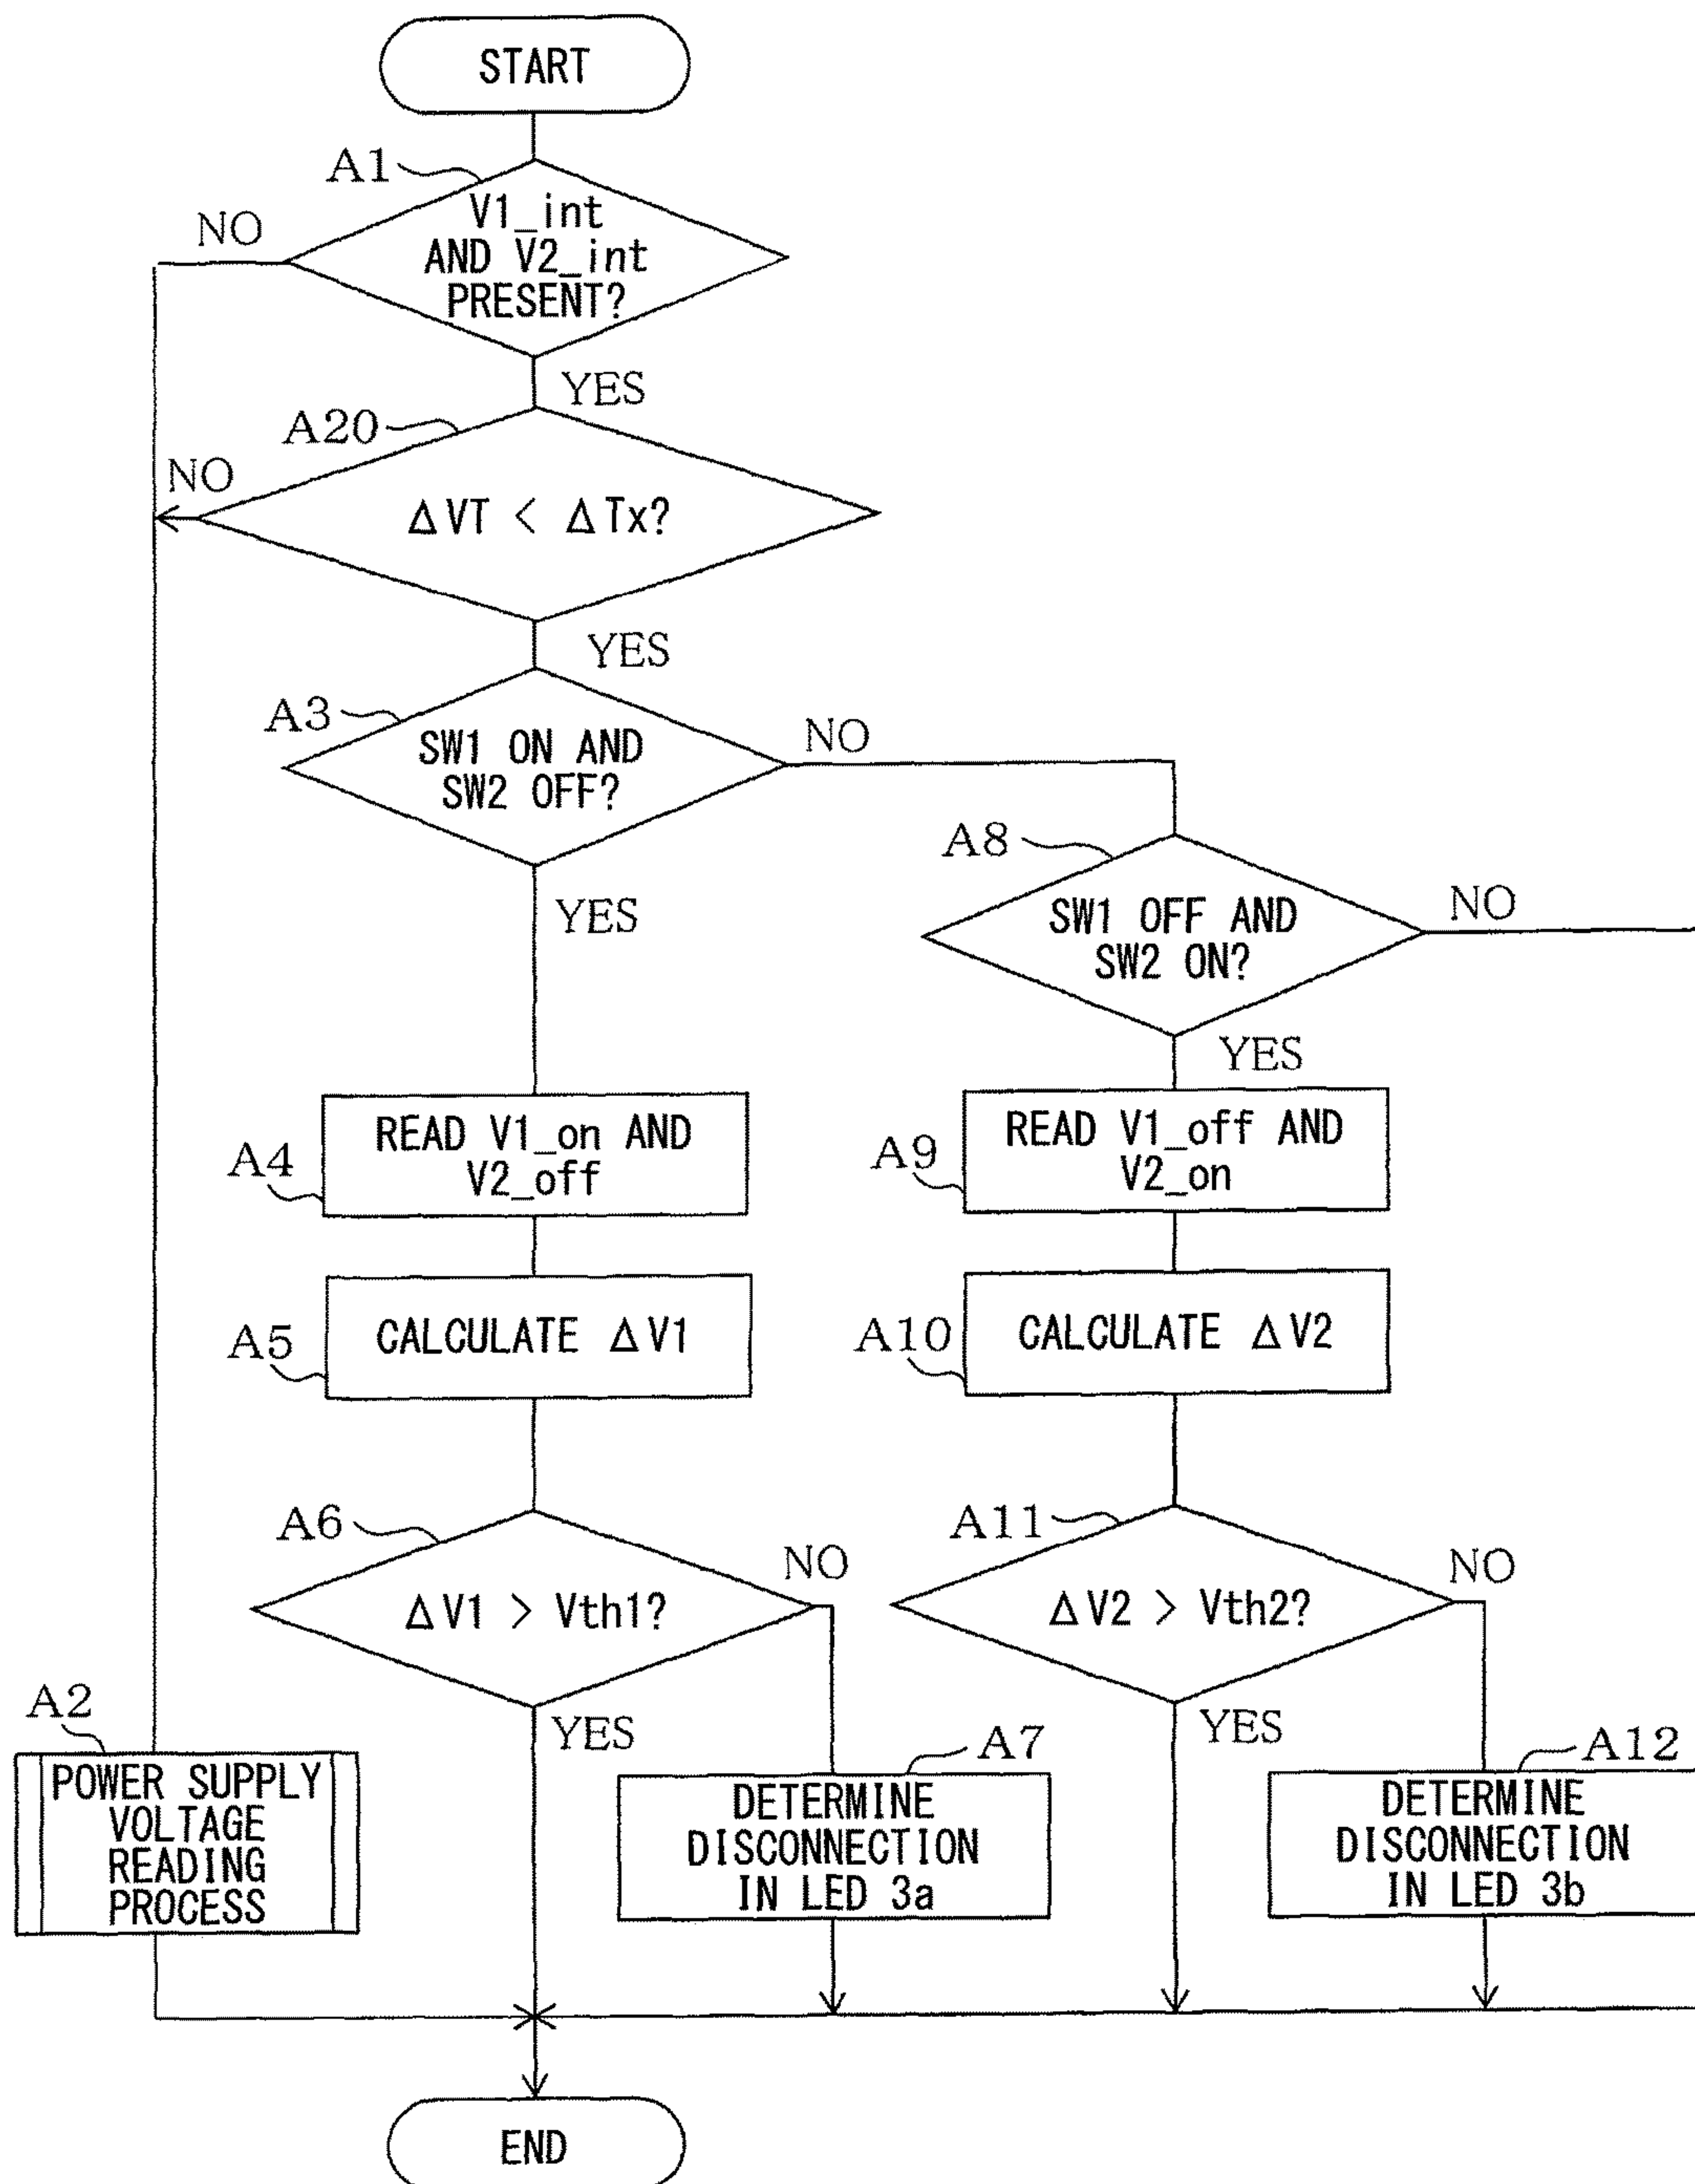 START
A1
V1_int
AND V2_int
PRESENT?
NO
YES
A20
NO
ΔVT < ΔTx?
YES
A3
SW1 ON AND
SW2 OFF?
NO
YES
A8
SW1 OFF AND
SW2 ON?
NO
YES
A4
READ V1_on AND
V2_off
A9
READ V1_off AND
V2_on
A5
CALCULATE ΔV1
A10
CALCULATE ΔV2
A6
ΔV1 > Vth1?
NO
YES
A11
ΔV2 > Vth2?
NO
YES
A2
POWER SUPPLY
VOLTAGE
READING
PROCESS
A7
DETERMINE
DISCONNECTION
IN LED 3a
A12
DETERMINE
DISCONNECTION
IN LED 3b
END